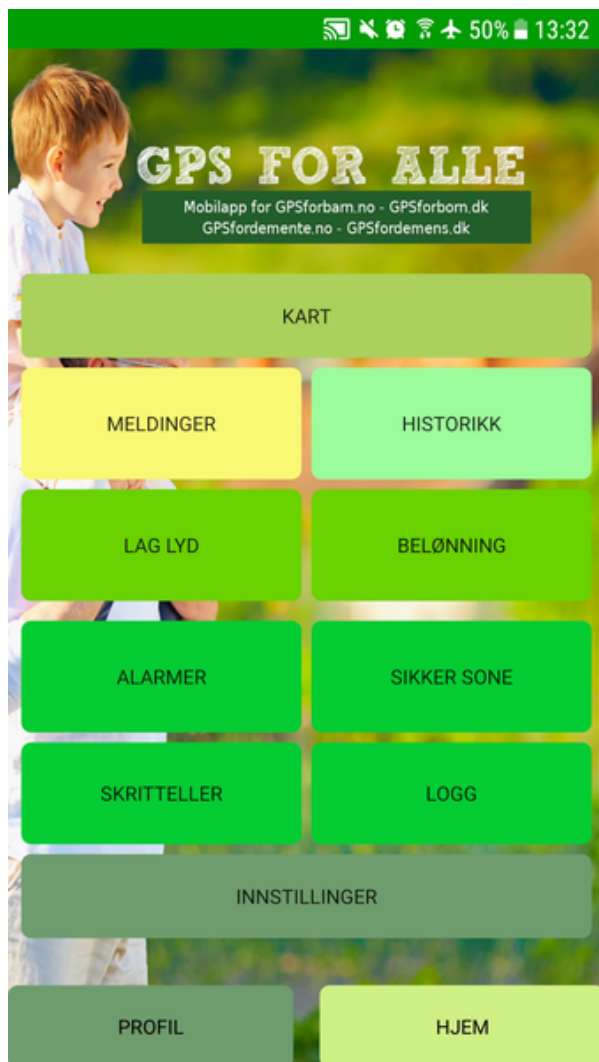 50% 13:32
GPS FOR ALLE
Mobilapp for GPSforbarn.no - GPSforborn.dk
GPSfordemente.no - GPSfordemens.dk
KART
MELDINGER HISTORIKK
LAG LYD BELØNNING
ALARMER SIKKER SONE
SKRITTELLER LOGG
INNSTILLINGER
PROFIL HJEM